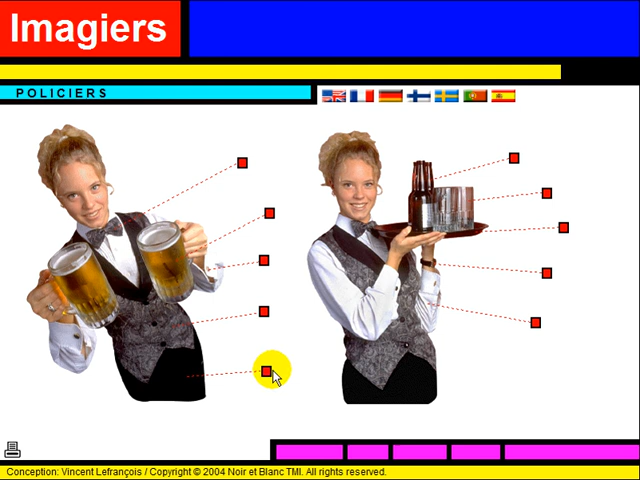 Imagiers
POLICIERS
Conception: Vincent Lefrançois / Copyright © 2004 Noir et Blanc TMI. All rights reserved.